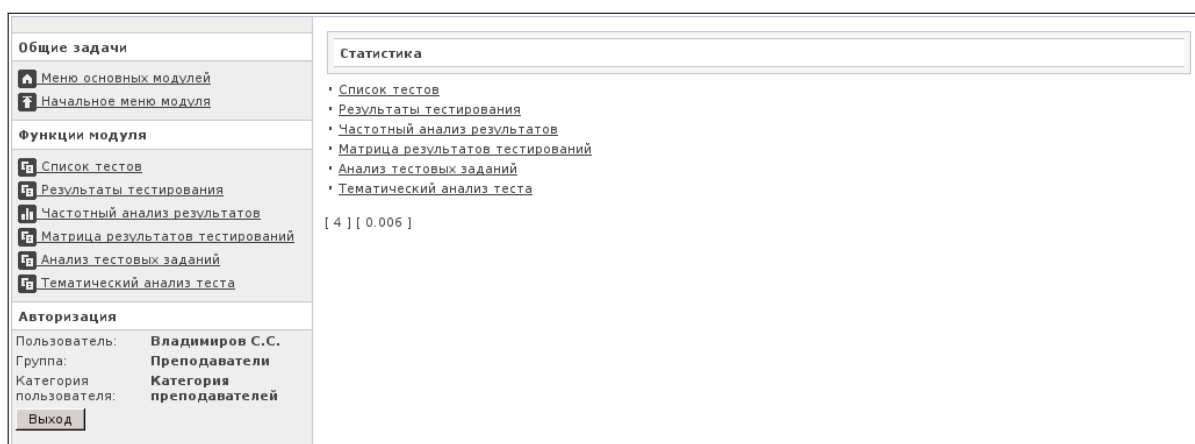 Общие задачи
Меню основных модулей
Начальное меню модуля
Функции модуля
Список тестов
Результаты тестирования
Частотный анализ результатов
Матрица результатов тестирований
Анализ тестовых заданий
Тематический анализ теста
Авторизация
Пользователь: Владимиров С.С.
Группа: Преподаватели
Категория Категория
пользователя: преподавателей
Выход
Статистика
Список тестов
Результаты тестирования
Частотный анализ результатов
Матрица результатов тестирований
Анализ тестовых заданий
Тематический анализ теста
[ 4 ] [ 0.006 ]